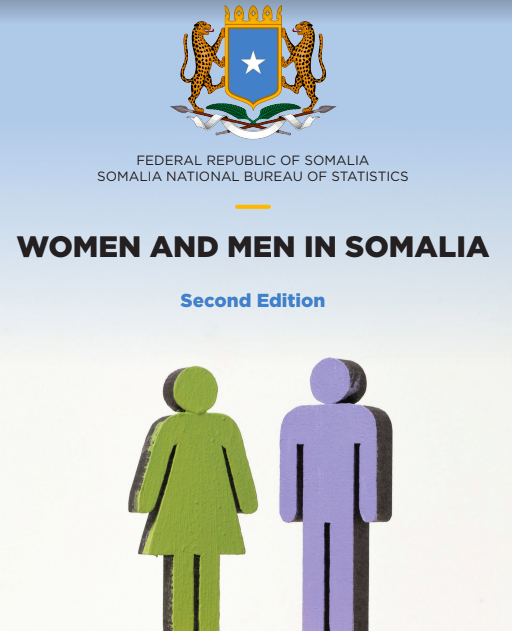 FEDERAL REPUBLIC OF SOMALIA
SOMALIA NATIONAL BUREAU OF STATISTICS
WOMEN AND MEN IN SOMALIA
Second Edition